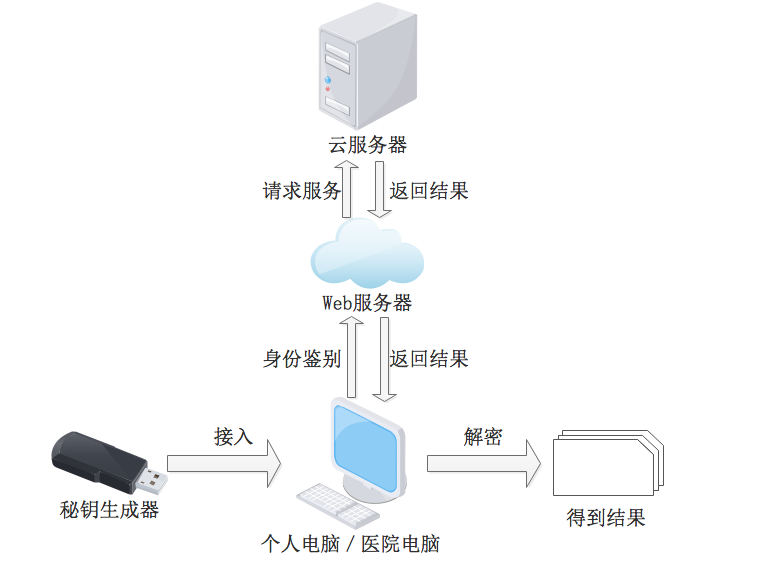 云服务器
请求服务
返回结果
Web服务器
身份鉴别
返回结果
接入
解密
秘钥生成器
得到结果
个人电脑/医院电脑